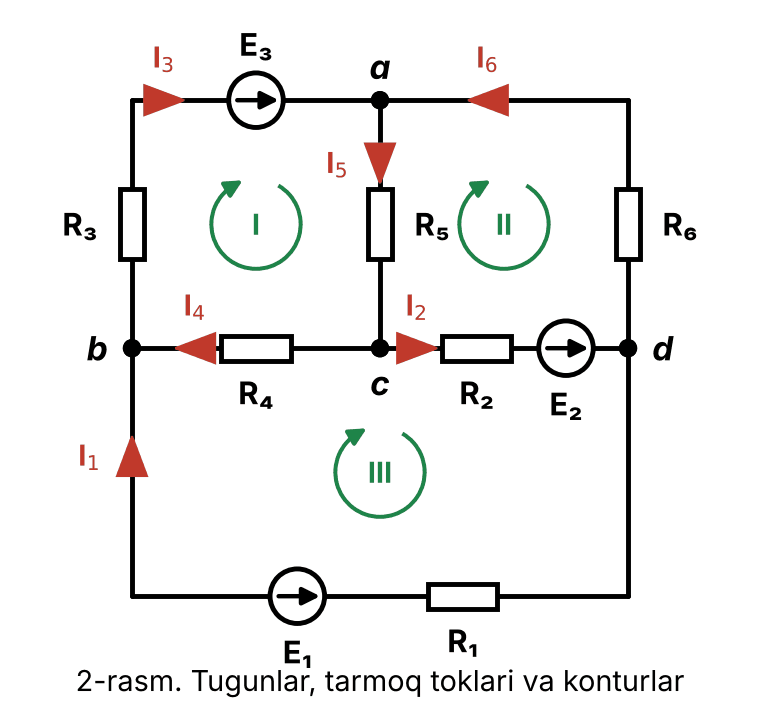 E₃
I₃
a
I₆
I₅
R₃
I
R₅
II
R₆
I₄
I₂
b
c
d
R₄
R₂
E₂
I₁
III
E₁
R₁
2-rasm. Tugunlar, tarmoq toklari va konturlar